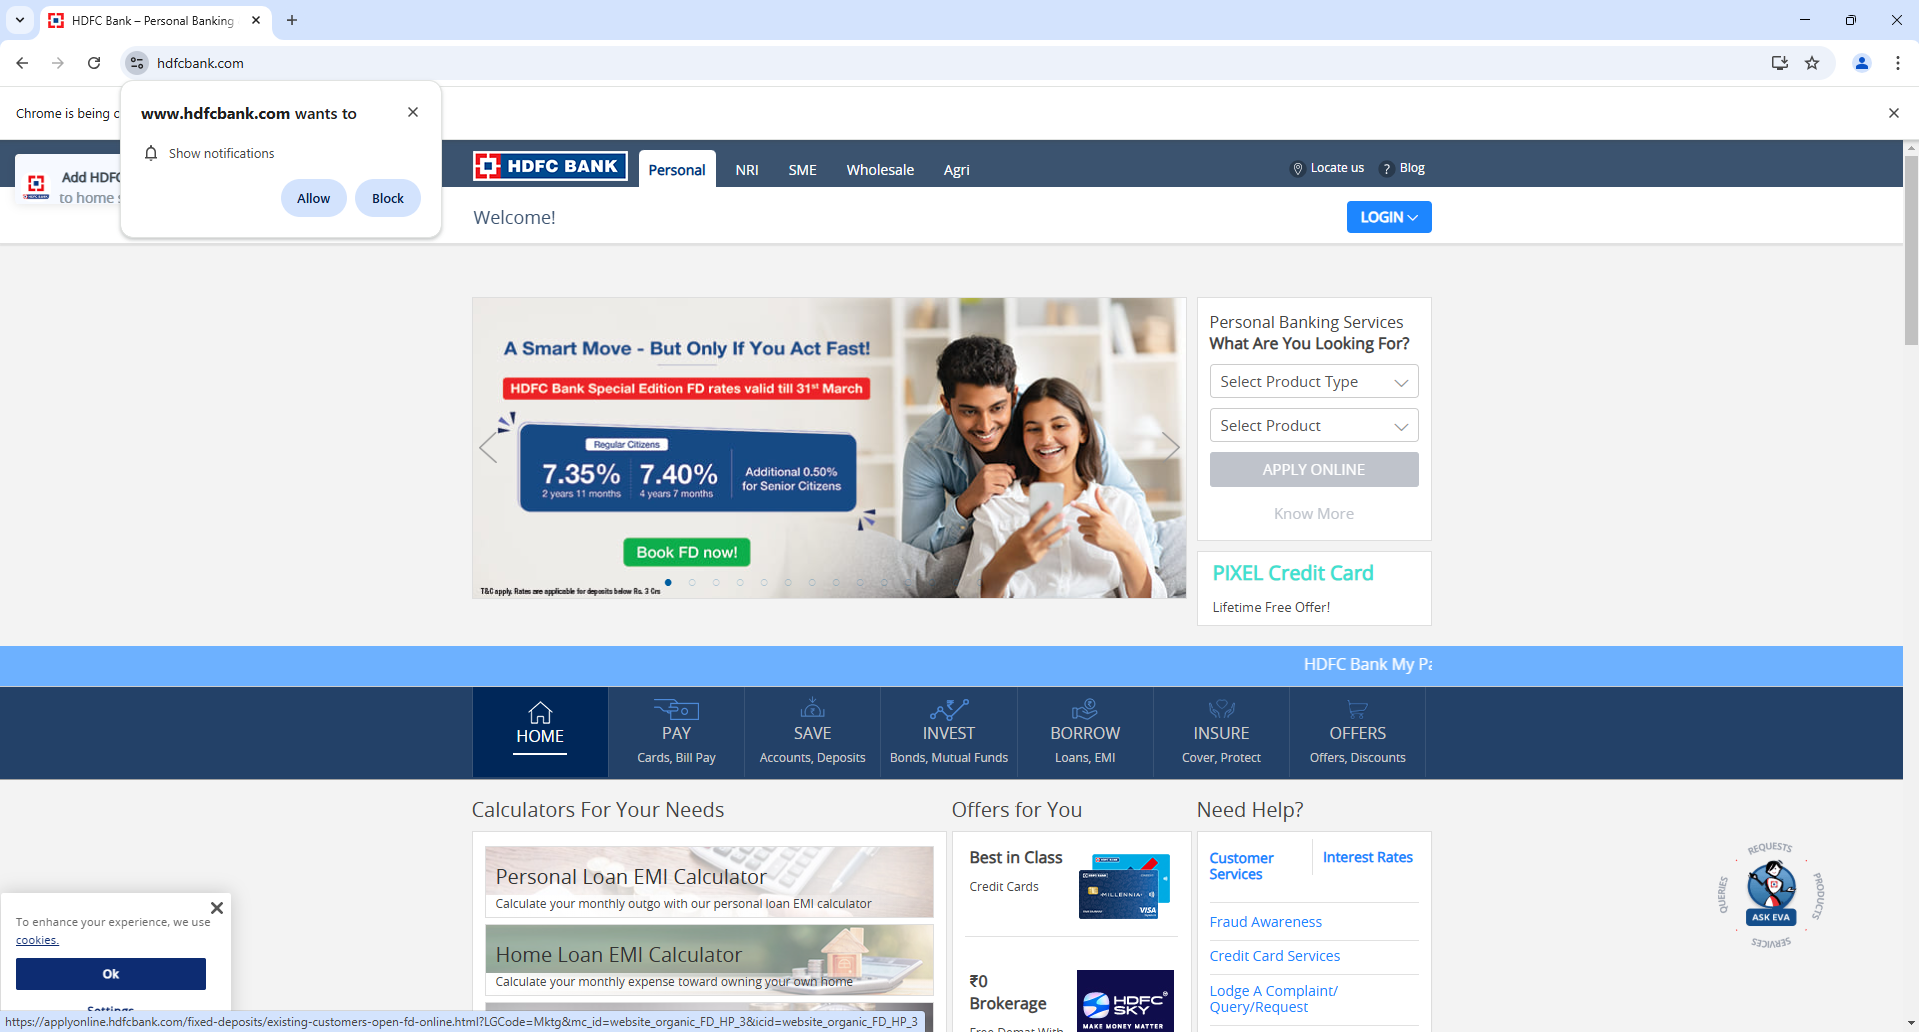 HDFC Bank – Personal Banking
hdfcbank.com
Chrome is being
www.hdfcbank.com wants to
Show notifications
Allow
Block
Add HDFC
to home
HDFC BANK
Personal
NRI
SME
Wholesale
Agri
Locate us
? Blog
Welcome!
LOGIN
A Smart Move - But Only If You Act Fast!
HDFC Bank Special Edition FD rates valid till 31st March
Regular Citizens
7.35%
2 years 11 months
7.40%
4 years 7 months
Additional 0.50%
for Senior Citizens
Book FD now!
T&C apply. Rates are applicable for deposits below Rs. 3 Crs
Personal Banking Services
What Are You Looking For?
Select Product Type
Select Product
APPLY ONLINE
Know More
PIXEL Credit Card
Lifetime Free Offer!
HDFC Bank My
HOME
PAY
Cards, Bill Pay
SAVE
Accounts, Deposits
INVEST
Bonds, Mutual Funds
BORROW
Loans, EMI
INSURE
Cover, Protect
OFFERS
Offers, Discounts
Calculators For Your Needs
Personal Loan EMI Calculator
Calculate your monthly outgo with our personal loan EMI calculator
Home Loan EMI Calculator
Calculate your monthly expense toward owning your own home
Offers for You
Best in Class
Credit Cards
MILLENNIA
VISA
₹0
Brokerage
Free Demat With
HDFC
SKY
MAKE MONEY MATTER
Need Help?
Customer
Services
Interest Rates
Fraud Awareness
Credit Card Services
Lodge A Complaint/
Query/Request
REQUESTS
QUERIES
PRODUCTS
SERVICES
ASK EVA
To enhance your experience, we use
cookies.
Ok
Settings
https://applyonline.hdfcbank.com/fixed-deposits/existing-customers-open-fd-online.html?LGCode=Mktg&mc_id=website_organic_FD_HP_3&icid=website_organic_FD_HP_3